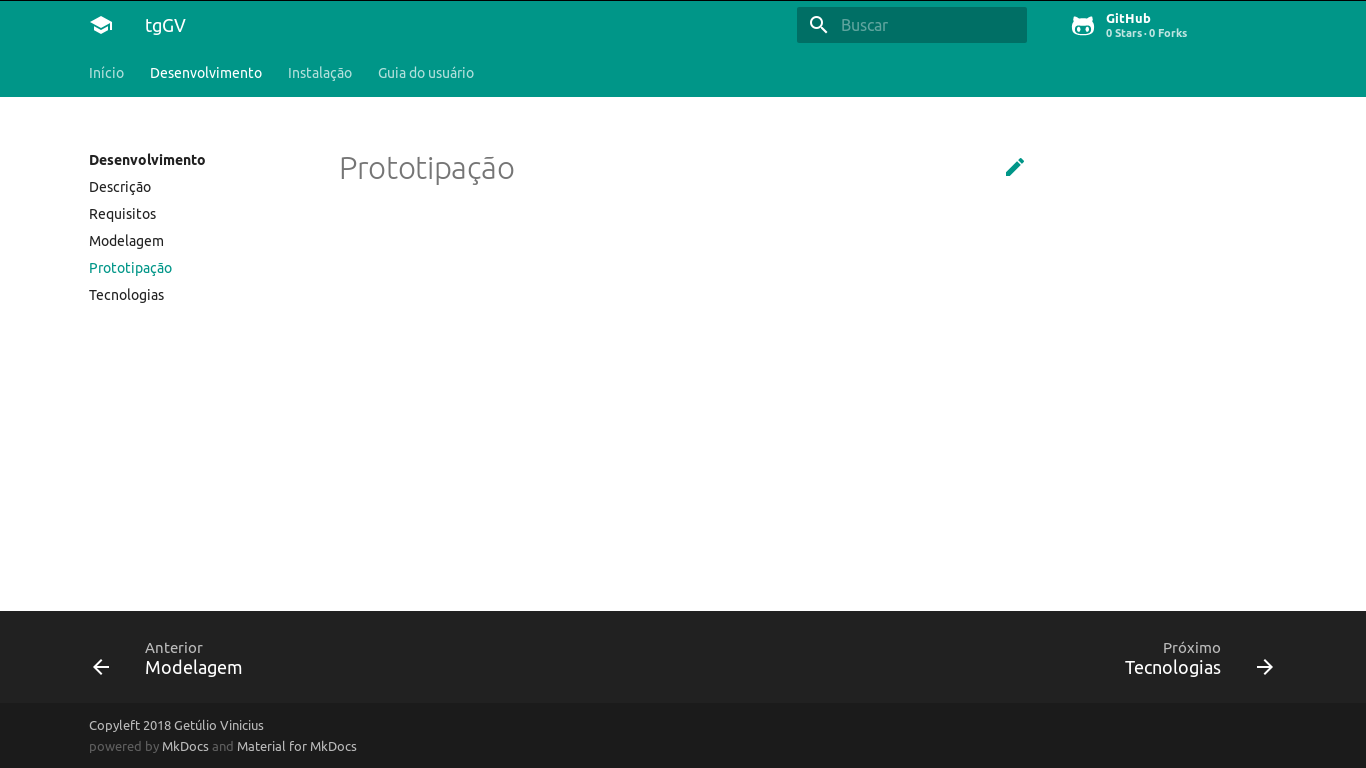 tgGV
Buscar
GitHub
0 Stars · 0 Forks
Início Desenvolvimento Instalação Guia do usuário
Desenvolvimento
Descrição
Requisitos
Modelagem
Prototipação
Tecnologias
Prototipação
Anterior
Modelagem
Próximo
Tecnologias
Copyleft 2018 Getúlio Vinicius
powered by MkDocs and Material for MkDocs